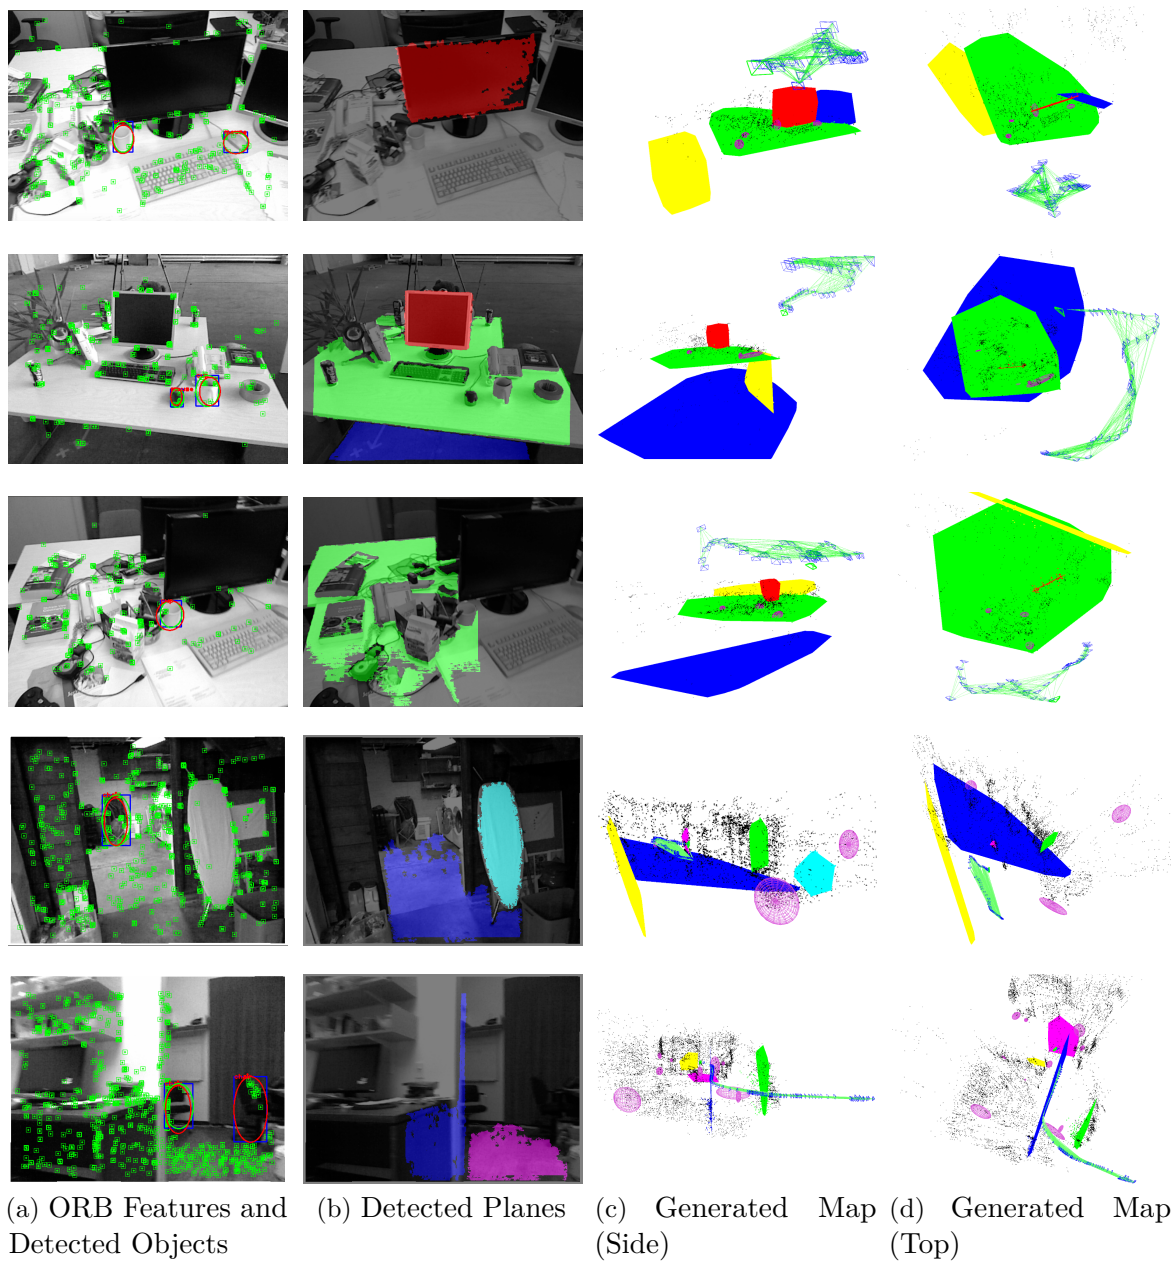 (a) ORB Features and
Detected Objects
(b) Detected Planes
(c) Generated Map
(Side)
(d) Generated Map
(Top)